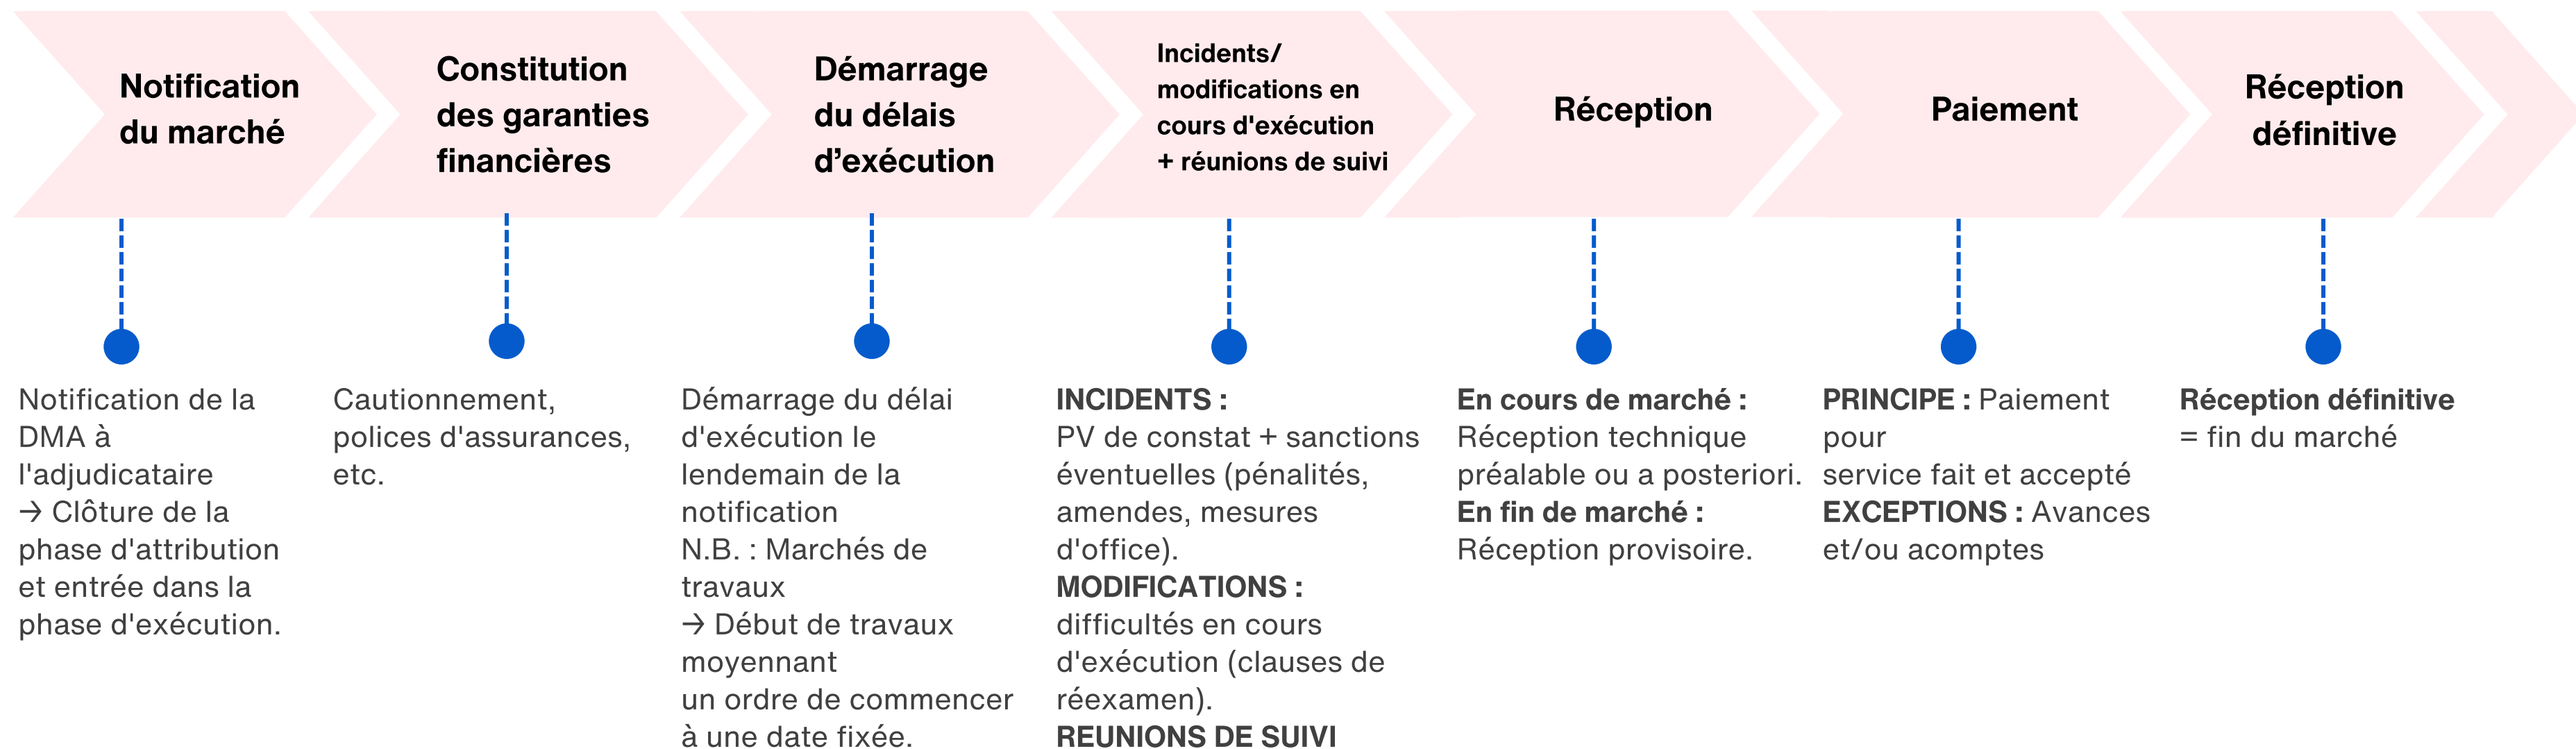 Notification
du marché
Constitution
des garanties
financières
Démarrage
du délais
d’exécution
Incidents/
modifications en
cours d'exécution
+ réunions de suivi
Réception
Paiement
Réception
définitive
Notification de la
DMA à
l'adjudicataire
→ Clôture de la
phase d'attribution
et entrée dans la
phase d'exécution.
Cautionnement,
polices d'assurances,
etc.
Démarrage du délai
d'exécution le
lendemain de la
notification
N.B. : Marchés de
travaux
→ Début de travaux
moyennant
un ordre de commencer
à une date fixée.
INCIDENTS :
PV de constat + sanctions
éventuelles (pénalités,
amendes, mesures
d'office).
MODIFICATIONS :
difficultés en cours
d'exécution (clauses de
réexamen).
REUNIONS DE SUIVI
En cours de marché :
Réception technique
préalable ou a posteriori.
En fin de marché :
Réception provisoire.
PRINCIPE : Paiement
pour
service fait et accepté
EXCEPTIONS : Avances
et/ou acomptes
Réception définitive
= fin du marché